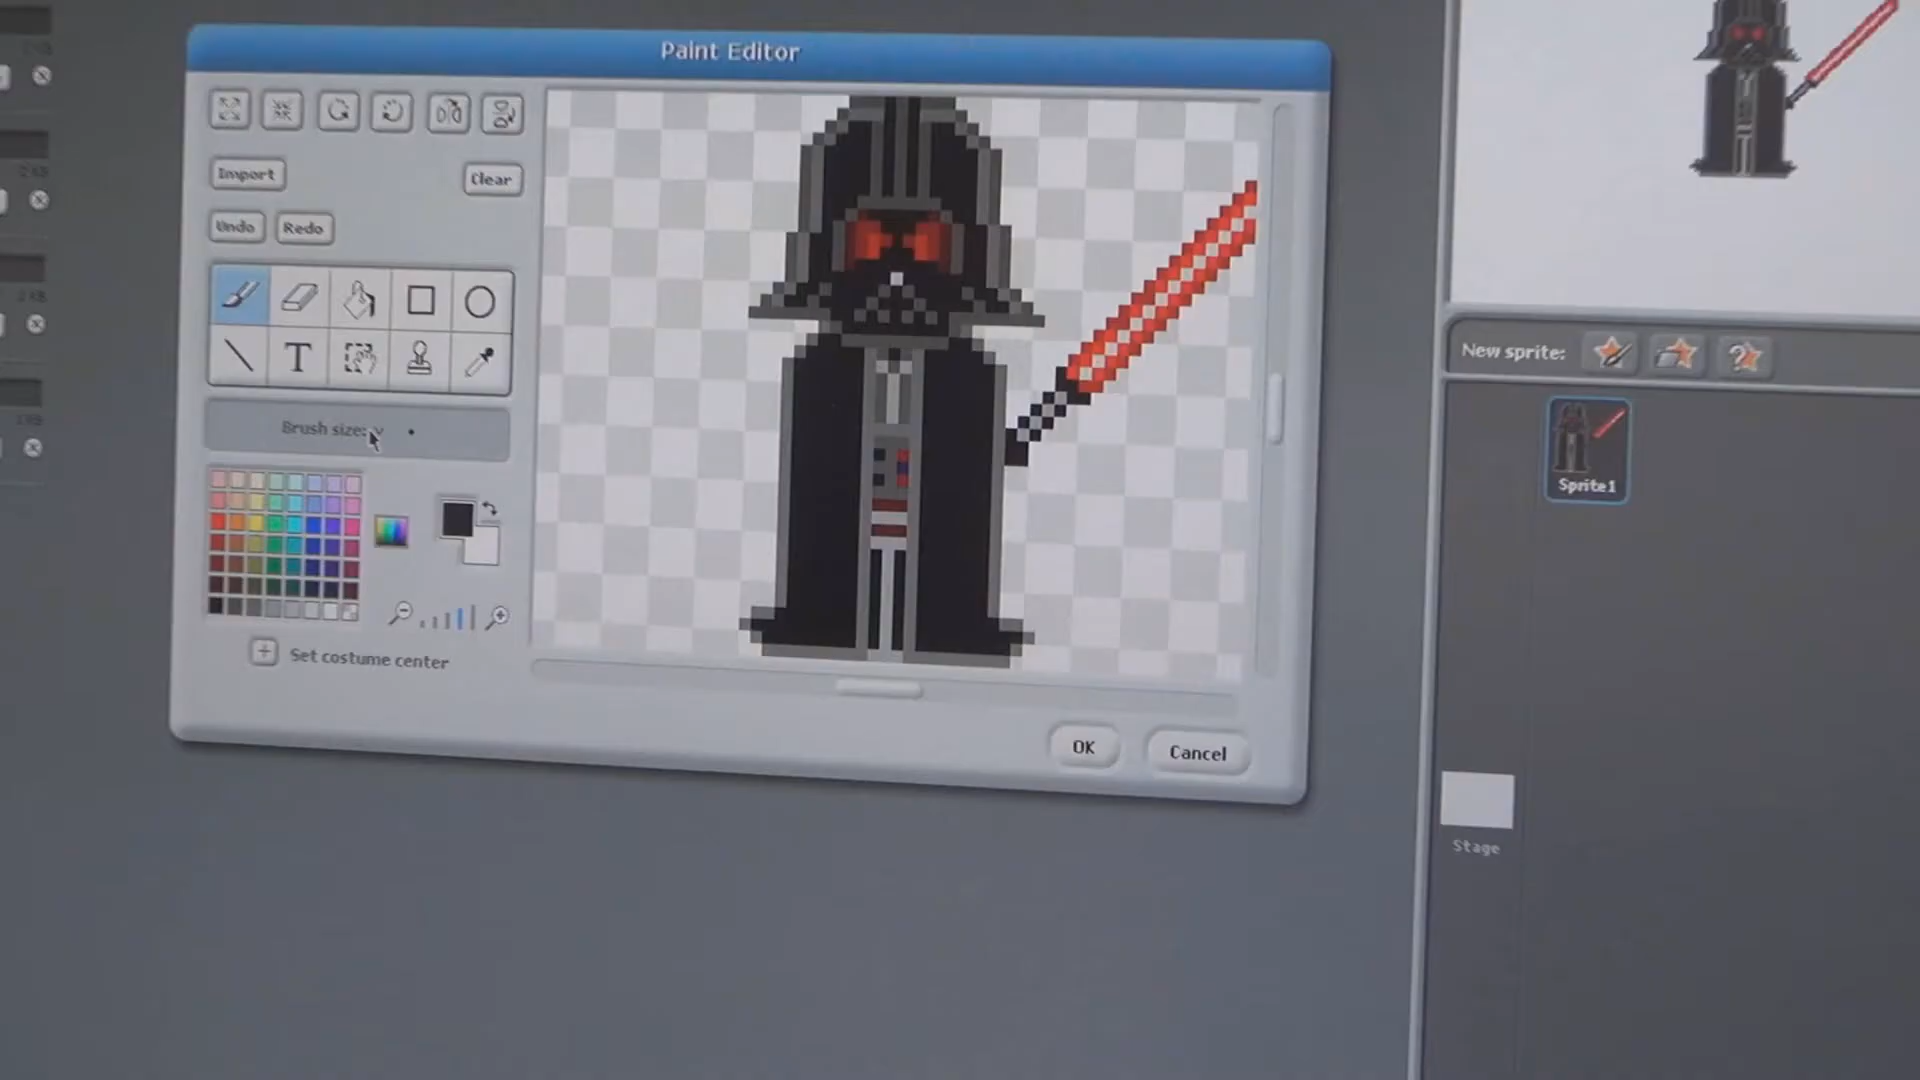 Paint Editor
Import
Clear
Undo
Redo
T
Brush size:
Set costume center
OK
Cancel
New sprite:
Sprite1
Stage